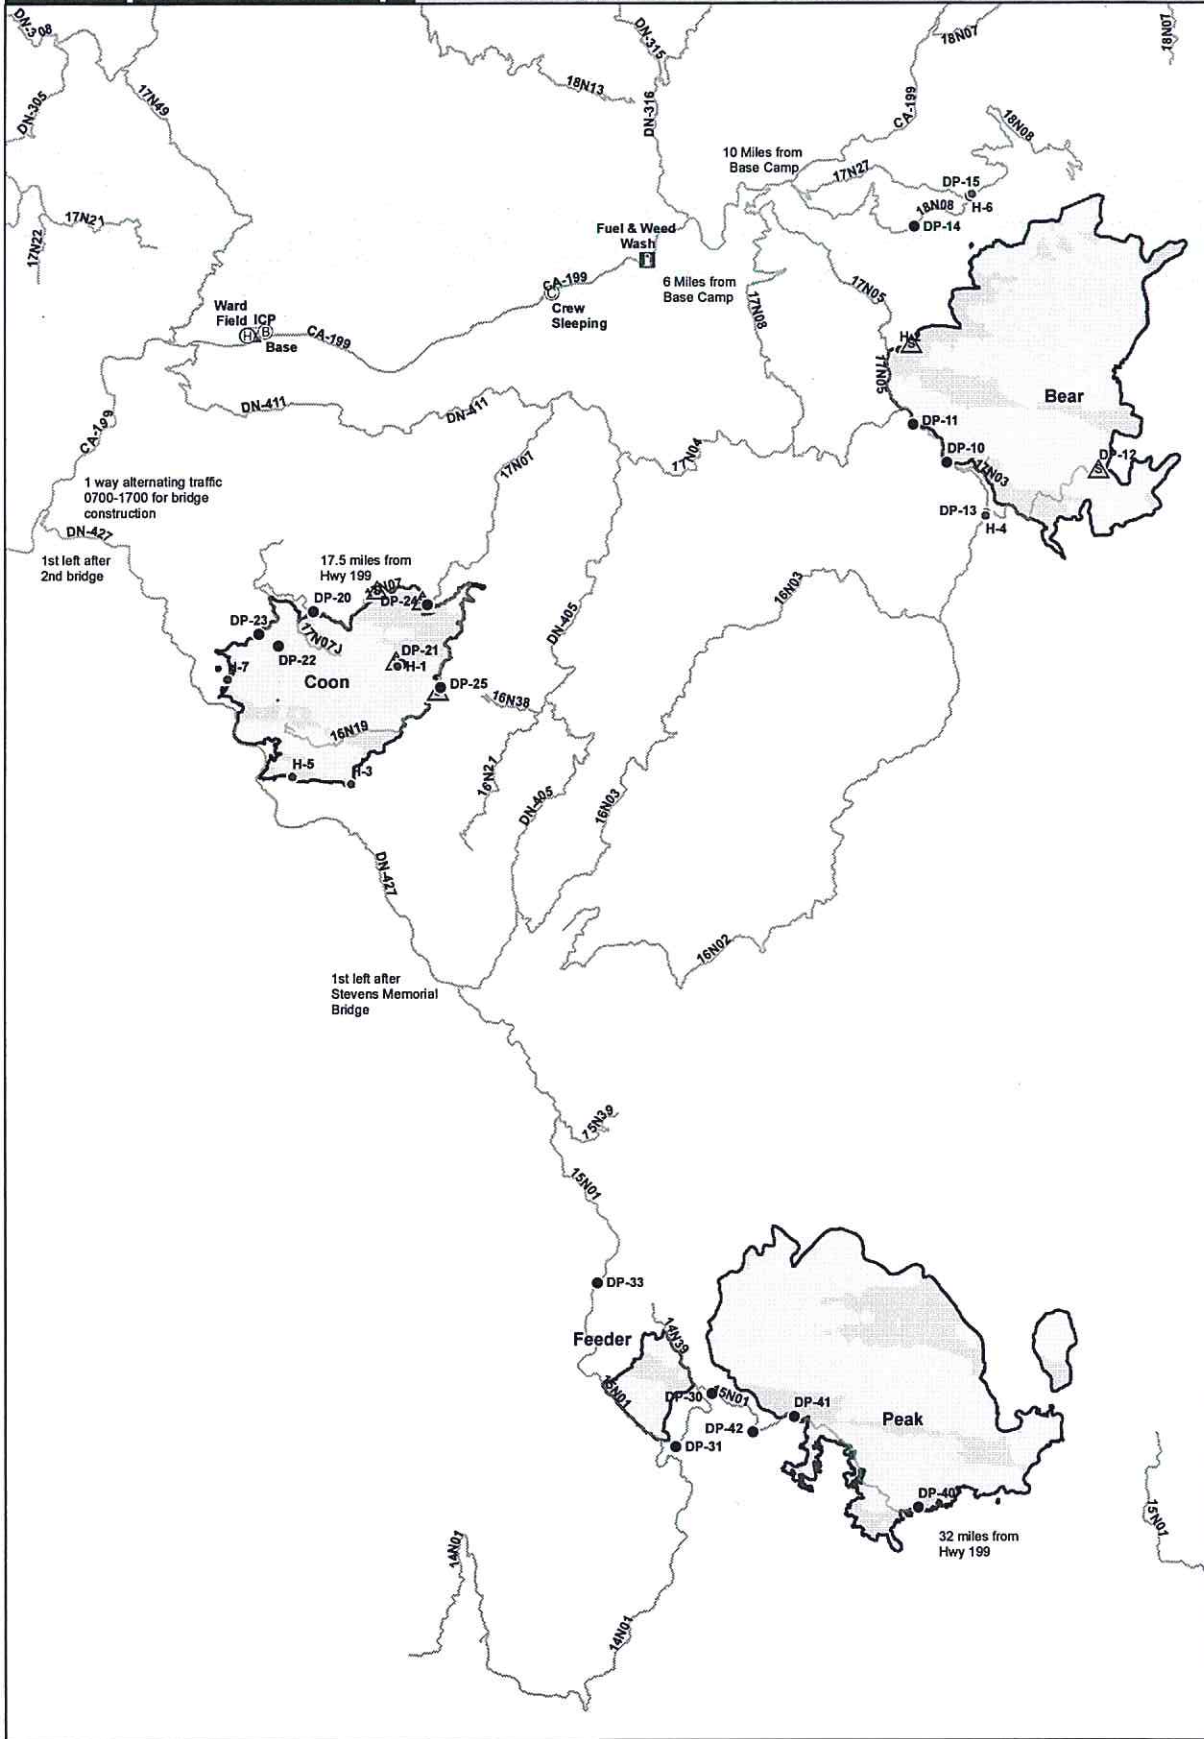 DN-308
DN-305
17N49
17N21
17N22
DN-315
18N13
DN-316
18N07
18N07
CA-199
18N08
10 Miles from
Base Camp
17N27
DP-15
H-6
18N08
DP-14
Fuel & Weed
Wash
6 Miles from
Base Camp
CA-199
Crew
Sleeping
17N05
17N08
Ward
Field
ICP
H
B
Base
CA-199
17N05
Bear
DP-11
DP-10
17N03
DP-12
S
DP-13
H-4
DN-411
DN-411
17N04
17N07
CA-199
1 way alternating traffic
0700-1700 for bridge
construction
DN-427
1st left after
2nd bridge
17.5 miles from
Hwy 199
DP-20
DP-24
DP-23
17N07J
DP-22
DP-21
H-1
H-7
Coon
DP-25
16N19
H-5
H-3
DN-405
16N38
16N21
DN-405
16N03
16N03
16N02
DN-427
1st left after
Stevens Memorial
Bridge
15N39
15N01
DP-33
Feeder
14N39
15N01
DP-30
15N01
DP-41
DP-42
Peak
DP-31
DP-40
32 miles from
Hwy 199
15N01
14N01
14N01